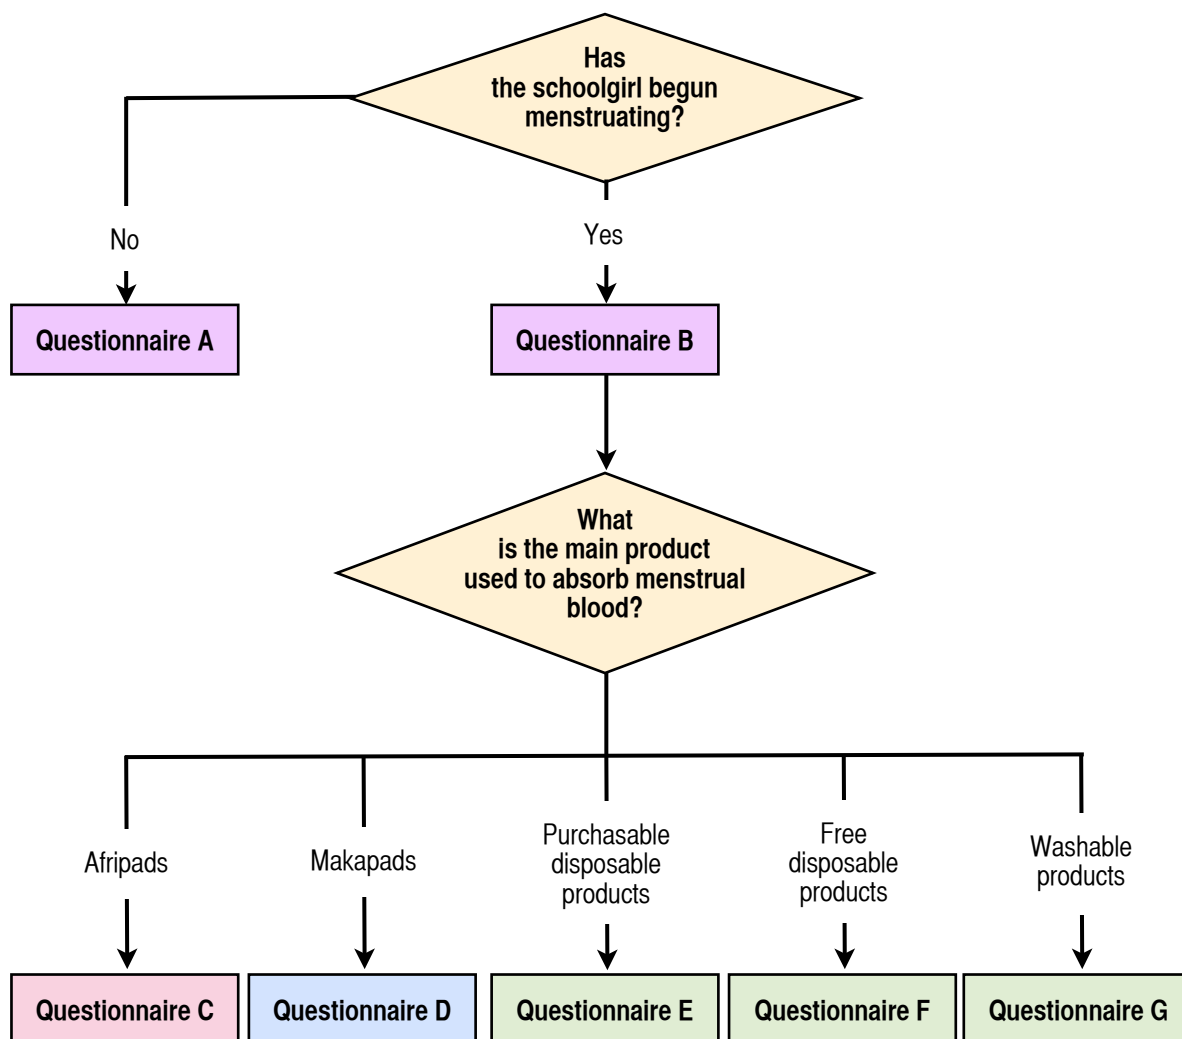 Has
the schoolgirl begun
menstruating?
No
Yes
Questionnaire A
Questionnaire B
What
is the main product
used to absorb menstrual
blood?
Afripads
Makapads
Purchasable
disposable
products
Free
disposable
products
Washable
products
Questionnaire C
Questionnaire D
Questionnaire E
Questionnaire F
Questionnaire G